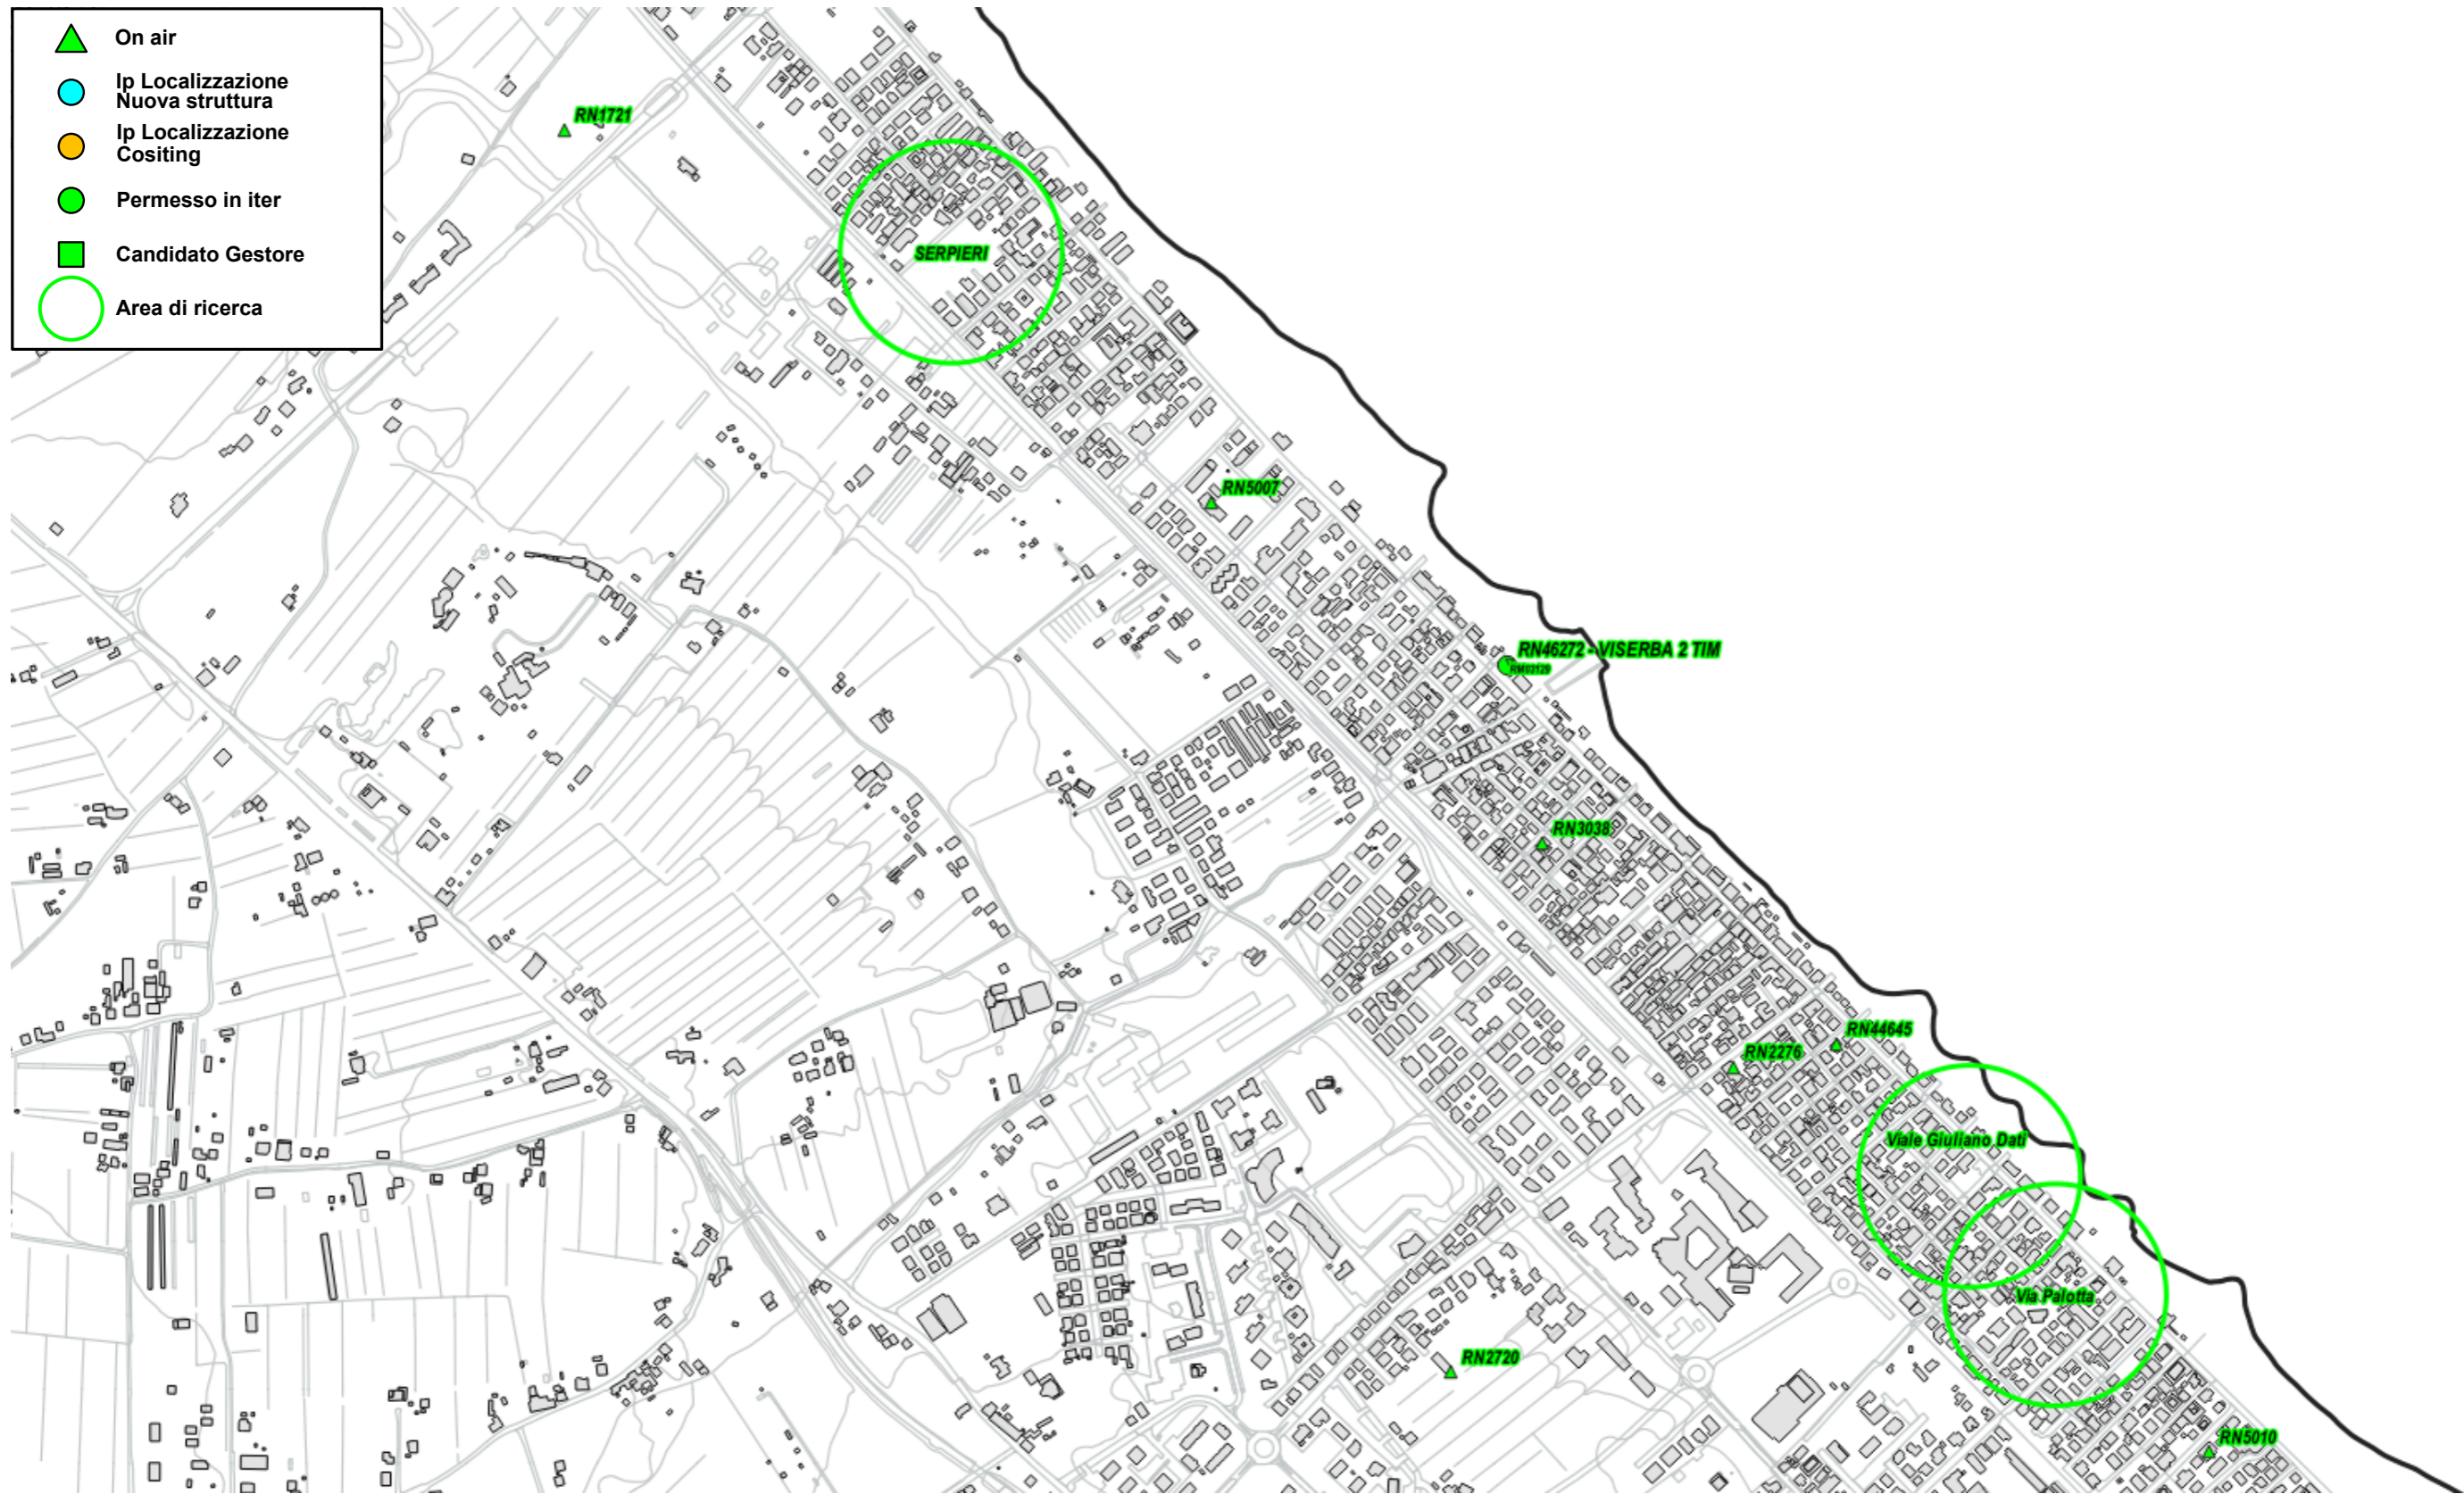 On air
Ip Localizzazione
Nuova struttura
Ip Localizzazione
Cositing
Permesso in iter
Candidato Gestore
Area di ricerca
RN1721
SERPIERI
RN5007
RN46272 - VISERBA 2 TIM
RN3038
RN44645
RN2276
Viale Giuliano Dati
Via Palotta
RN2720
RN5010